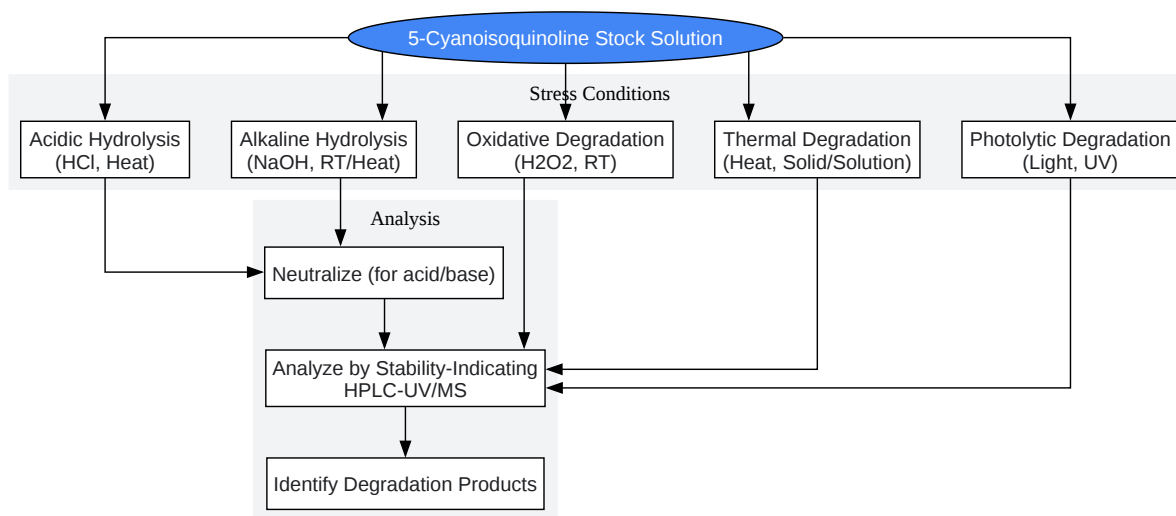 5-Cyanoisoquinoline Stock Solution
Stress Conditions
Acidic Hydrolysis
(HCl, Heat)
Alkaline Hydrolysis
(NaOH, RT/Heat)
Oxidative Degradation
(H2O2, RT)
Thermal Degradation
(Heat, Solid/Solution)
Photolytic Degradation
(Light, UV)
Analysis
Neutralize (for acid/base)
Analyze by Stability-Indicating
HPLC-UV/MS
Identify Degradation Products